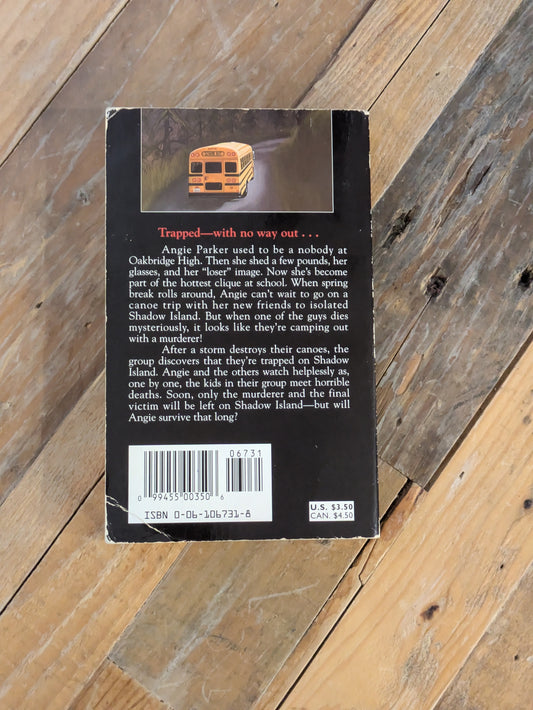 SCHOOL BUS
Trapped—with no way out . . .
Angie Parker used to be a nobody at
Oakbridge High. Then she shed a few pounds, her
glasses, and her “loser” image. Now she’s become
part of the hottest clique at school. When spring
break rolls around, Angie can’t wait to go on a
canoe trip with her new friends to isolated
Shadow Island. But when one of the guys dies
mysteriously, it looks like they’re camping out
with a murderer!
After a storm destroys their canoes, the
group discovers that they’re trapped on Shadow
Island. Angie and the others watch helplessly as,
one by one, the kids in their group meet horrible
deaths. Soon, only the murderer and the final
victim will be left on Shadow Island—but will
Angie survive that long?
06731
0 99455 00350 6
ISBN 0-06-106731-8
U.S. $3.50
CAN. $4.50